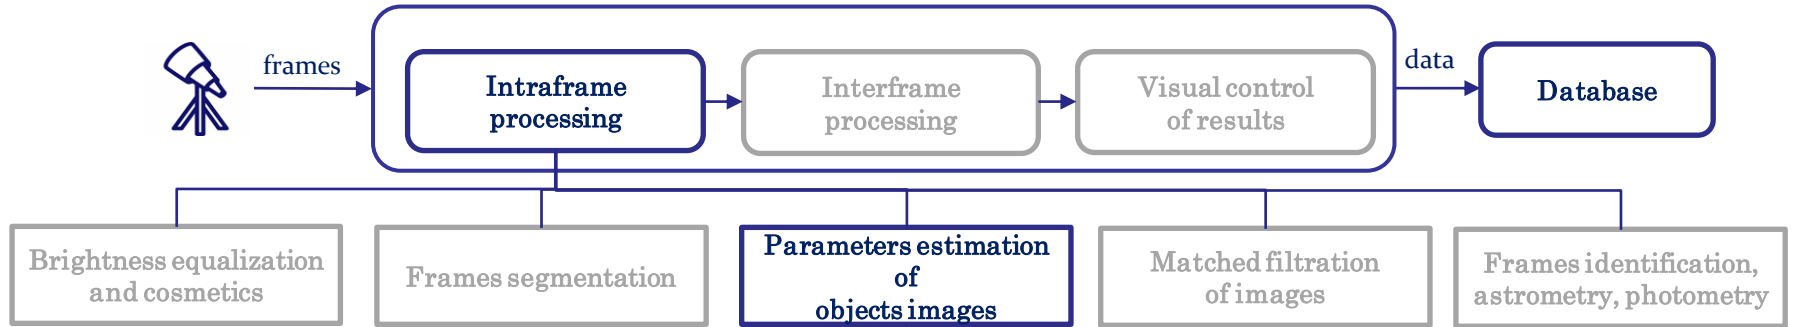 frames
Intraframe
processing
Interframe
processing
Visual control
of results
data
Database
Brightness equalization
and cosmetics
Frames segmentation
Parameters estimation
of
objects images
Matched filtration
of images
Frames identification,
astrometry, photometry